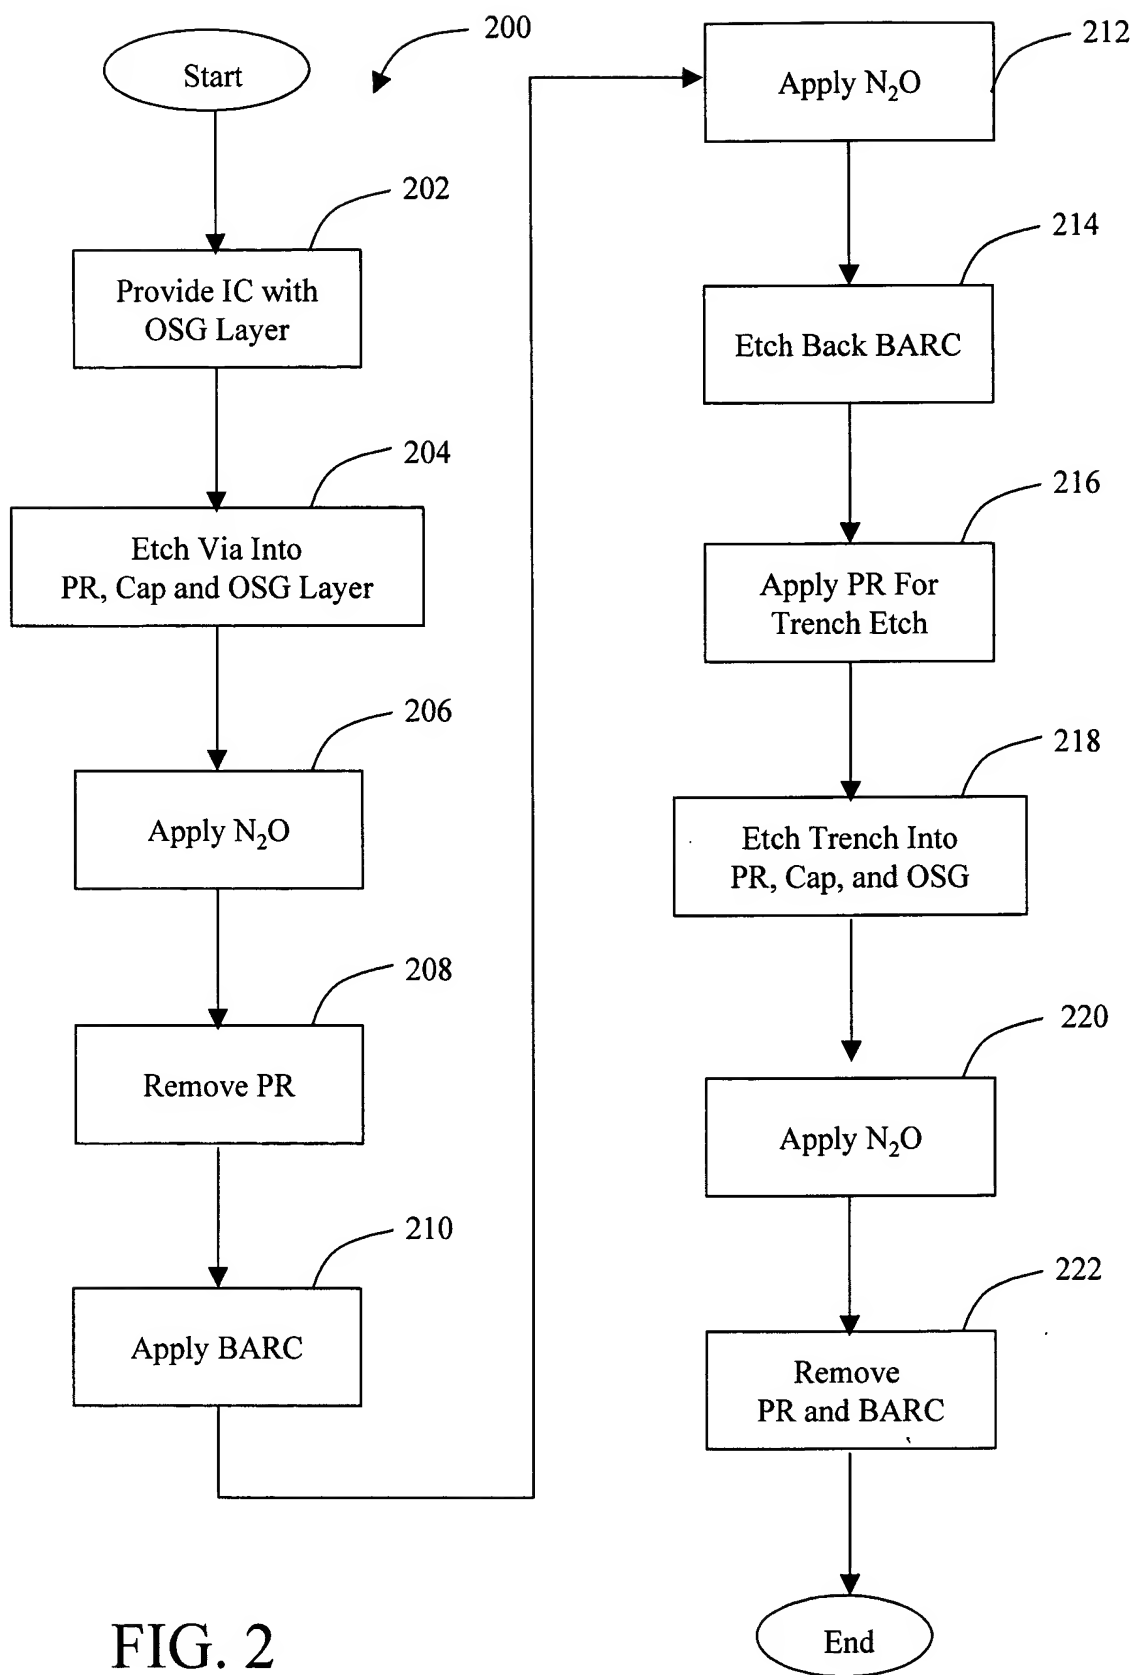 200
Start
202
Provide IC with
OSG Layer
204
Etch Via Into
PR, Cap and OSG Layer
206
Apply N₂O
208
Remove PR
210
Apply BARC
212
Apply N₂O
214
Etch Back BARC
216
Apply PR For
Trench Etch
218
Etch Trench Into
PR, Cap, and OSG
220
Apply N₂O
222
Remove
PR and BARC
End
FIG. 2